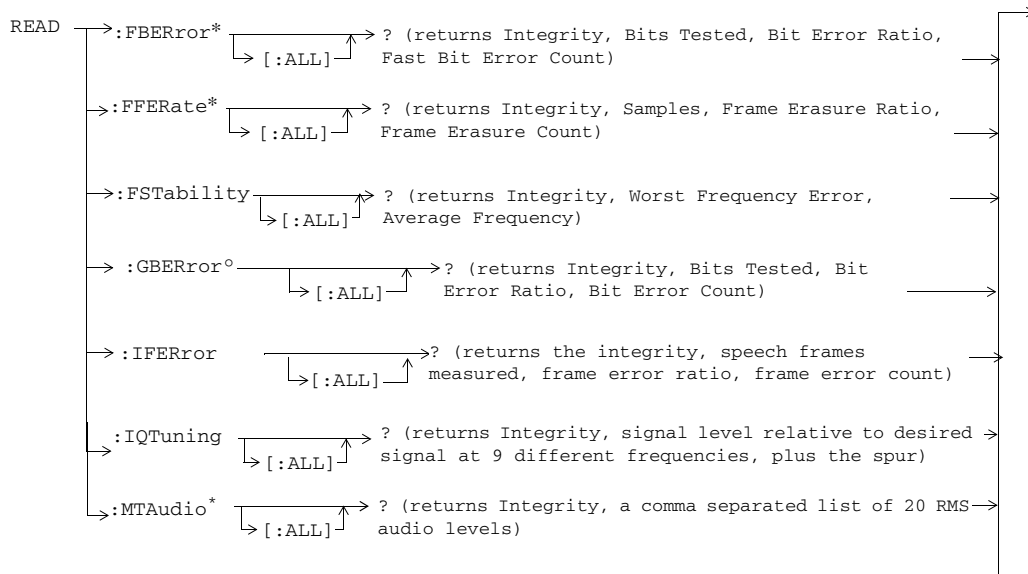 READ :FBERror* ? (returns Integrity, Bits Tested, Bit Error Ratio,
[:ALL] Fast Bit Error Count)
:FFERate* ? (returns Integrity, Samples, Frame Erasure Ratio,
[:ALL] Frame Erasure Count)
:FSTability ? (returns Integrity, Worst Frequency Error,
[:ALL] Average Frequency)
:GBERror° ? (returns Integrity, Bits Tested, Bit
[:ALL] Error Ratio, Bit Error Count)
:IFERror ? (returns the integrity, speech frames
[:ALL] measured, frame error ratio, frame error count)
:IQTuning ? (returns Integrity, signal level relative to desired
[:ALL] signal at 9 different frequencies, plus the spur)
:MTAudio* ? (returns Integrity, a comma separated list of 20 RMS
[:ALL] audio levels)